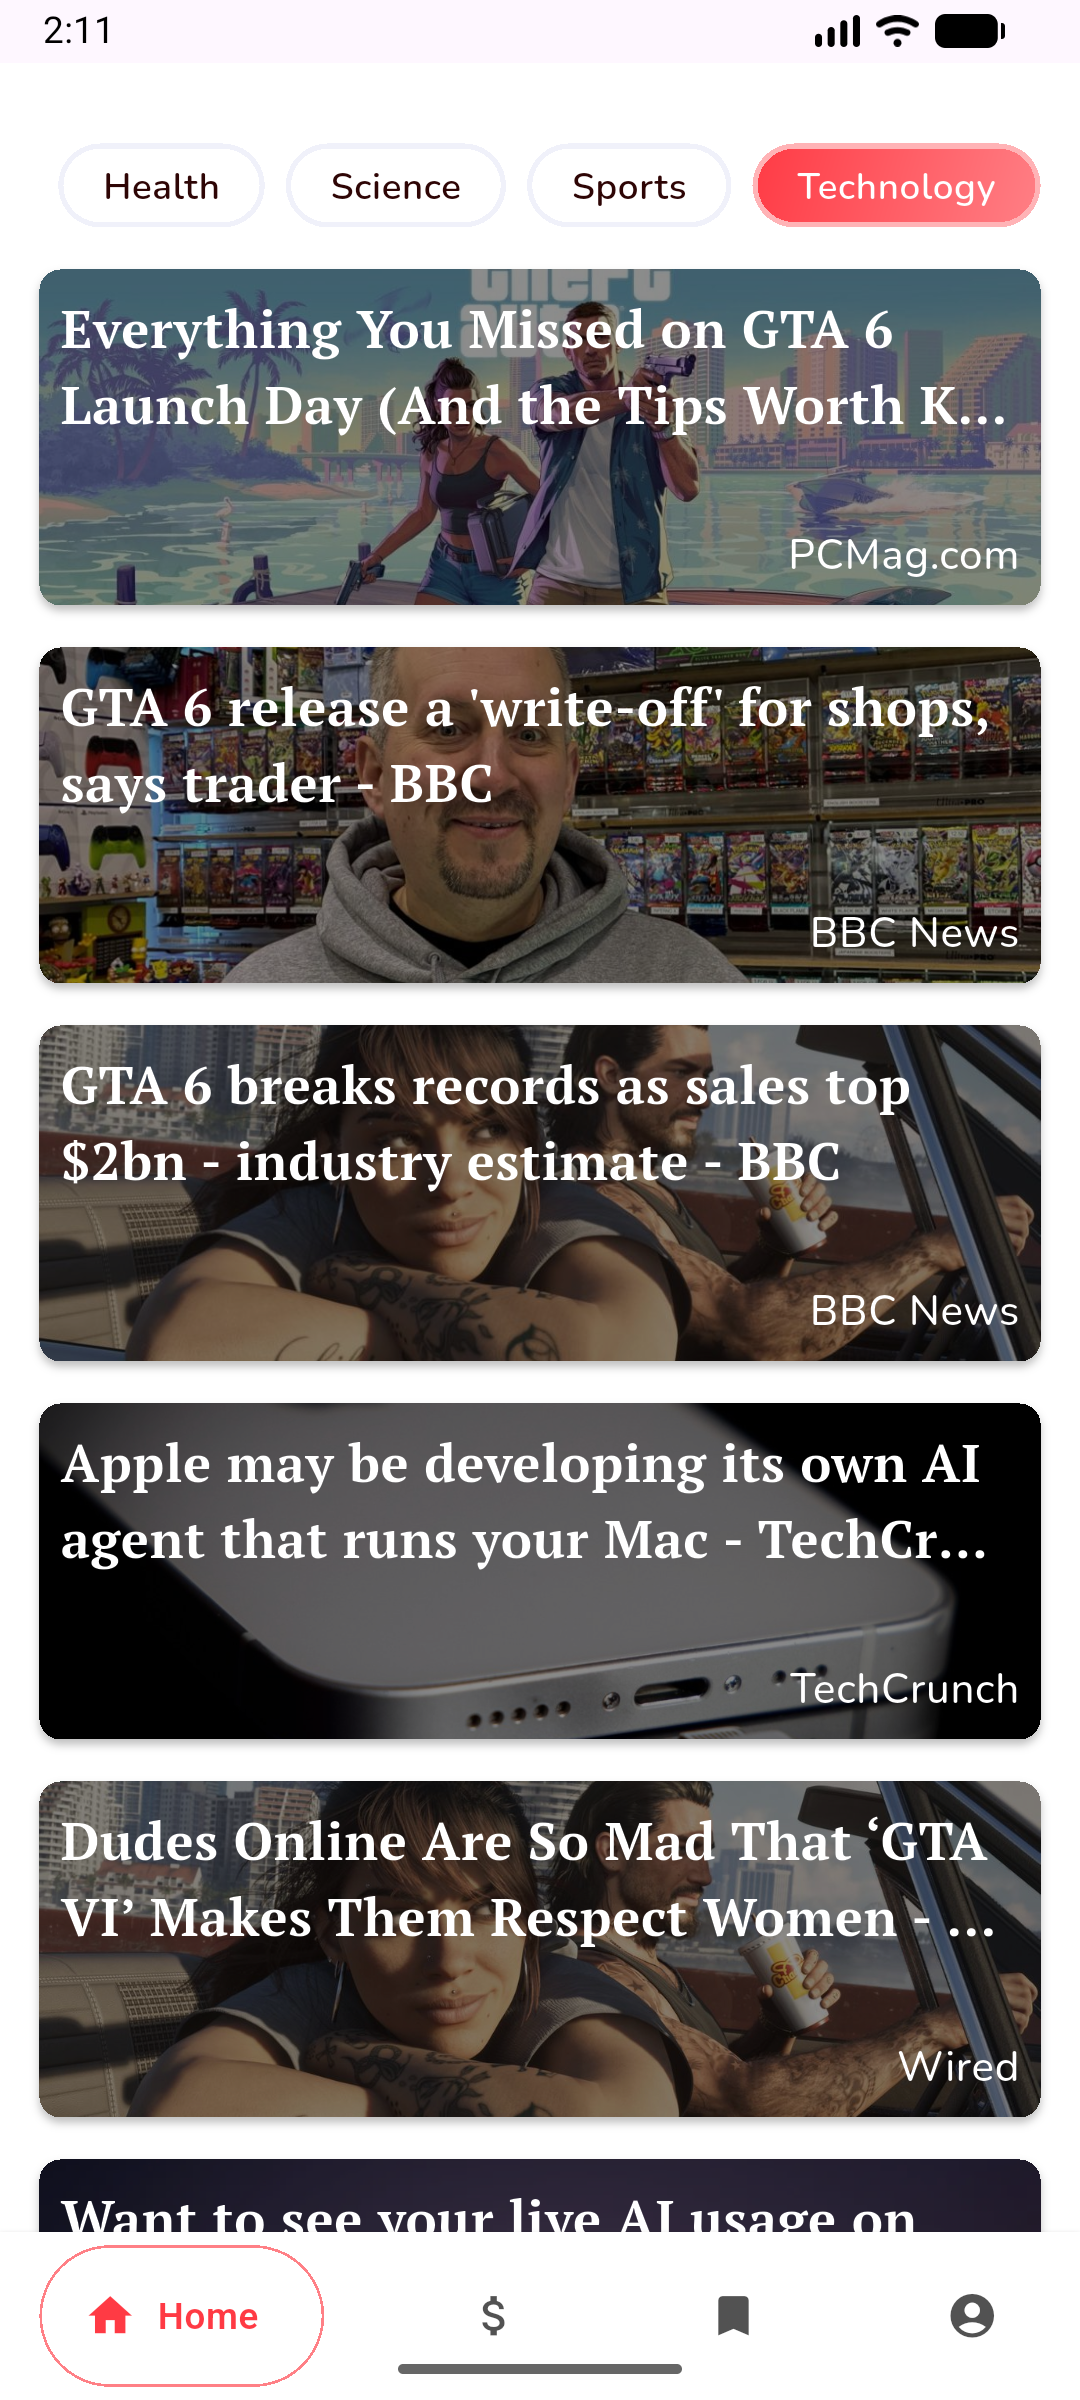 2:11
Health
Science
Sports
Technology
Everything You Missed on GTA 6
Launch Day (And the Tips Worth K...
PCMag.com
GTA 6 release a 'write-off' for shops,
says trader - BBC
BBC News
GTA 6 breaks records as sales top
$2bn - industry estimate - BBC
BBC News
Apple may be developing its own AI
agent that runs your Mac - TechCr...
TechCrunch
Dudes Online Are So Mad That ‘GTA
VI’ Makes Them Respect Women - ...
Wired
Want to see your live AI usage on
Home